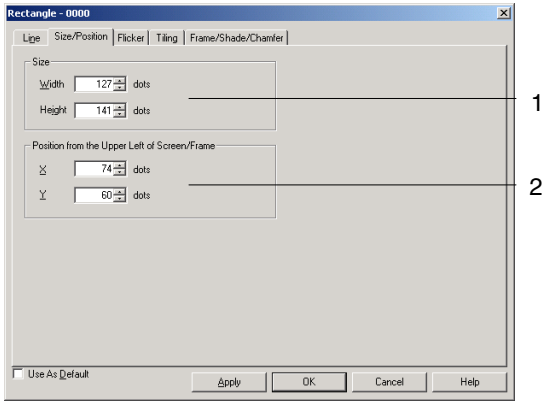 Rectangle - 0000
Line Size/Position Flicker Tiling Frame/Shade/Chamfer
Size
Width 127 dots
Height 141 dots
1
Position from the Upper Left of Screen/Frame
X 74 dots
2
Y 60 dots
Use As Default
Apply OK Cancel Help